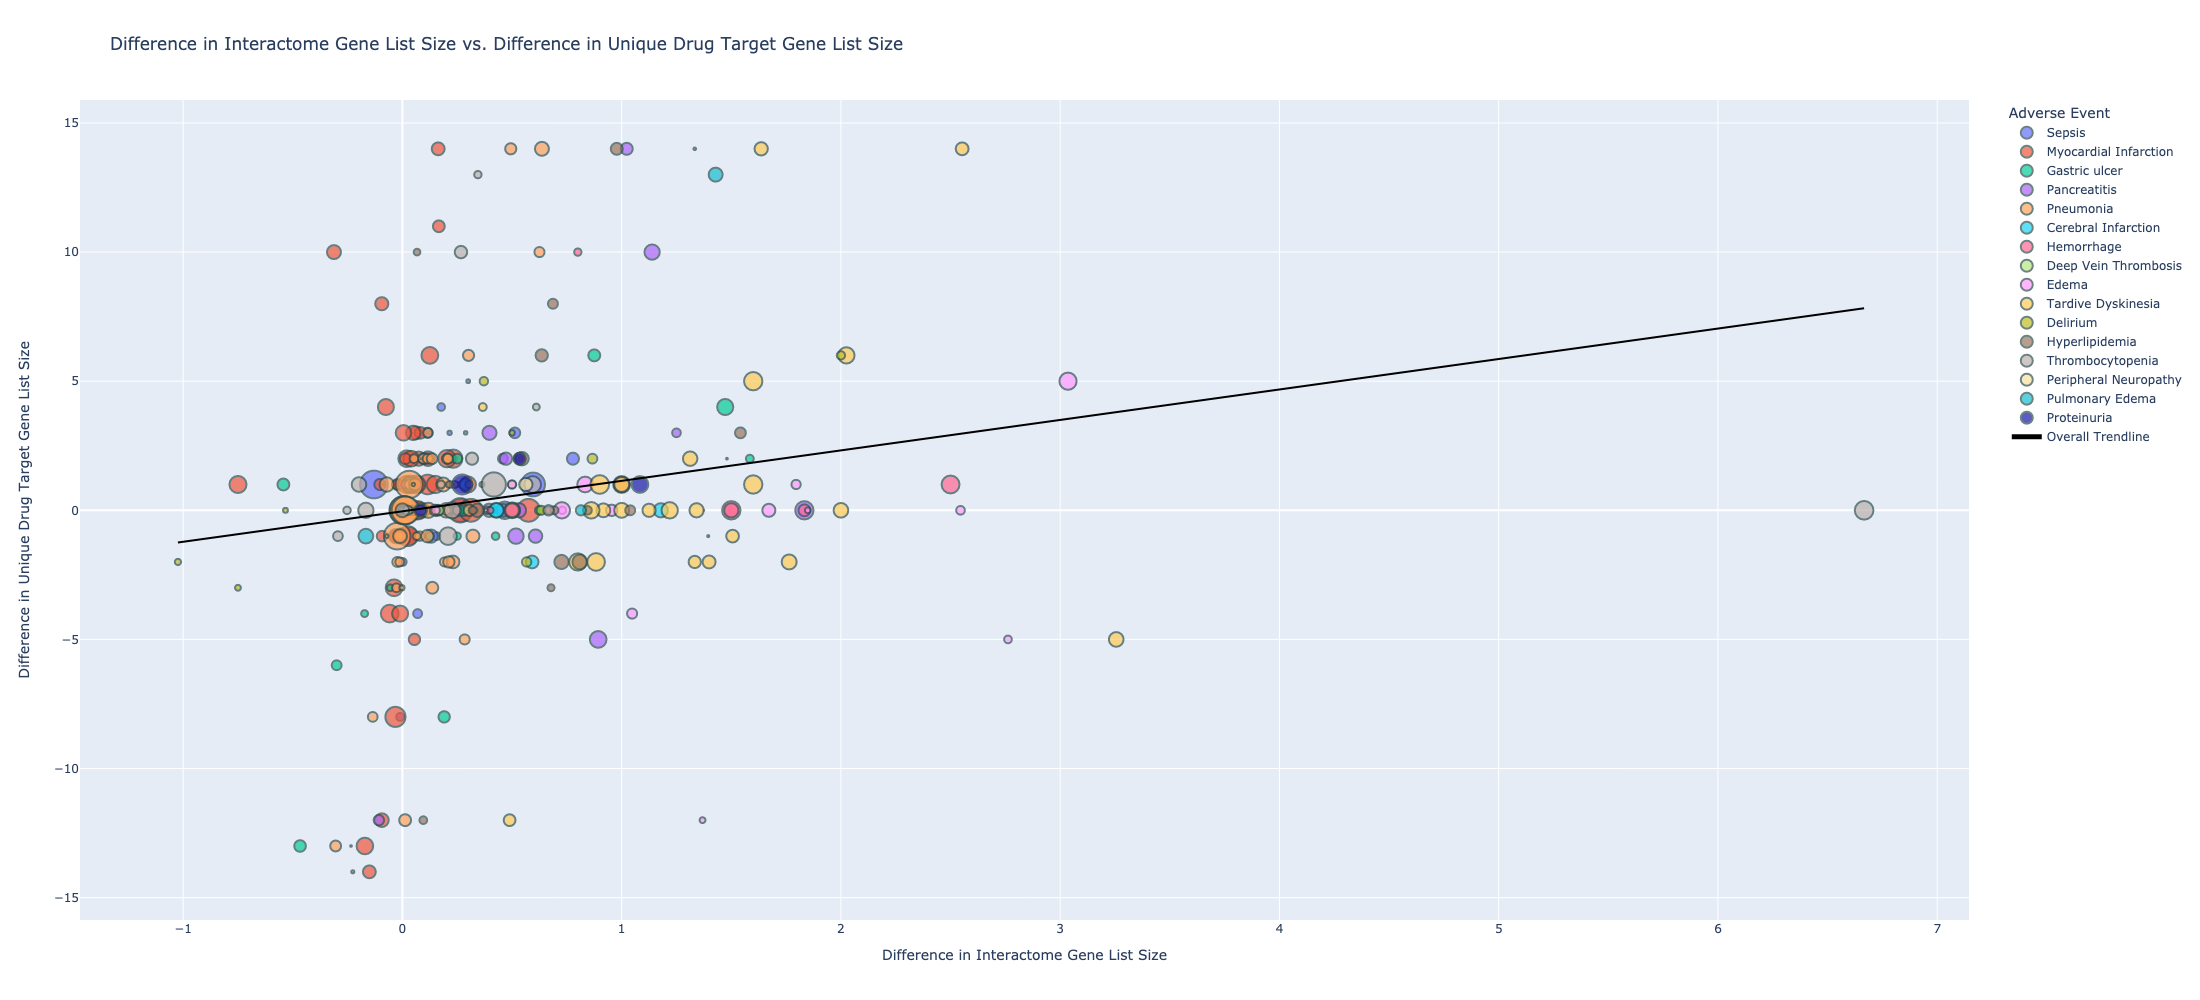 Difference in Interactome Gene List Size vs. Difference in Unique Drug Target Gene List Size
Difference in Unique Drug Target Gene List Size
15
10
5
0
−5
−10
−15
−1
0
1
2
3
4
5
6
7
Difference in Interactome Gene List Size
Adverse Event
Sepsis
Myocardial Infarction
Gastric ulcer
Pancreatitis
Pneumonia
Cerebral Infarction
Hemorrhage
Deep Vein Thrombosis
Edema
Tardive Dyskinesia
Delirium
Hyperlipidemia
Thrombocytopenia
Peripheral Neuropathy
Pulmonary Edema
Proteinuria
Overall Trendline